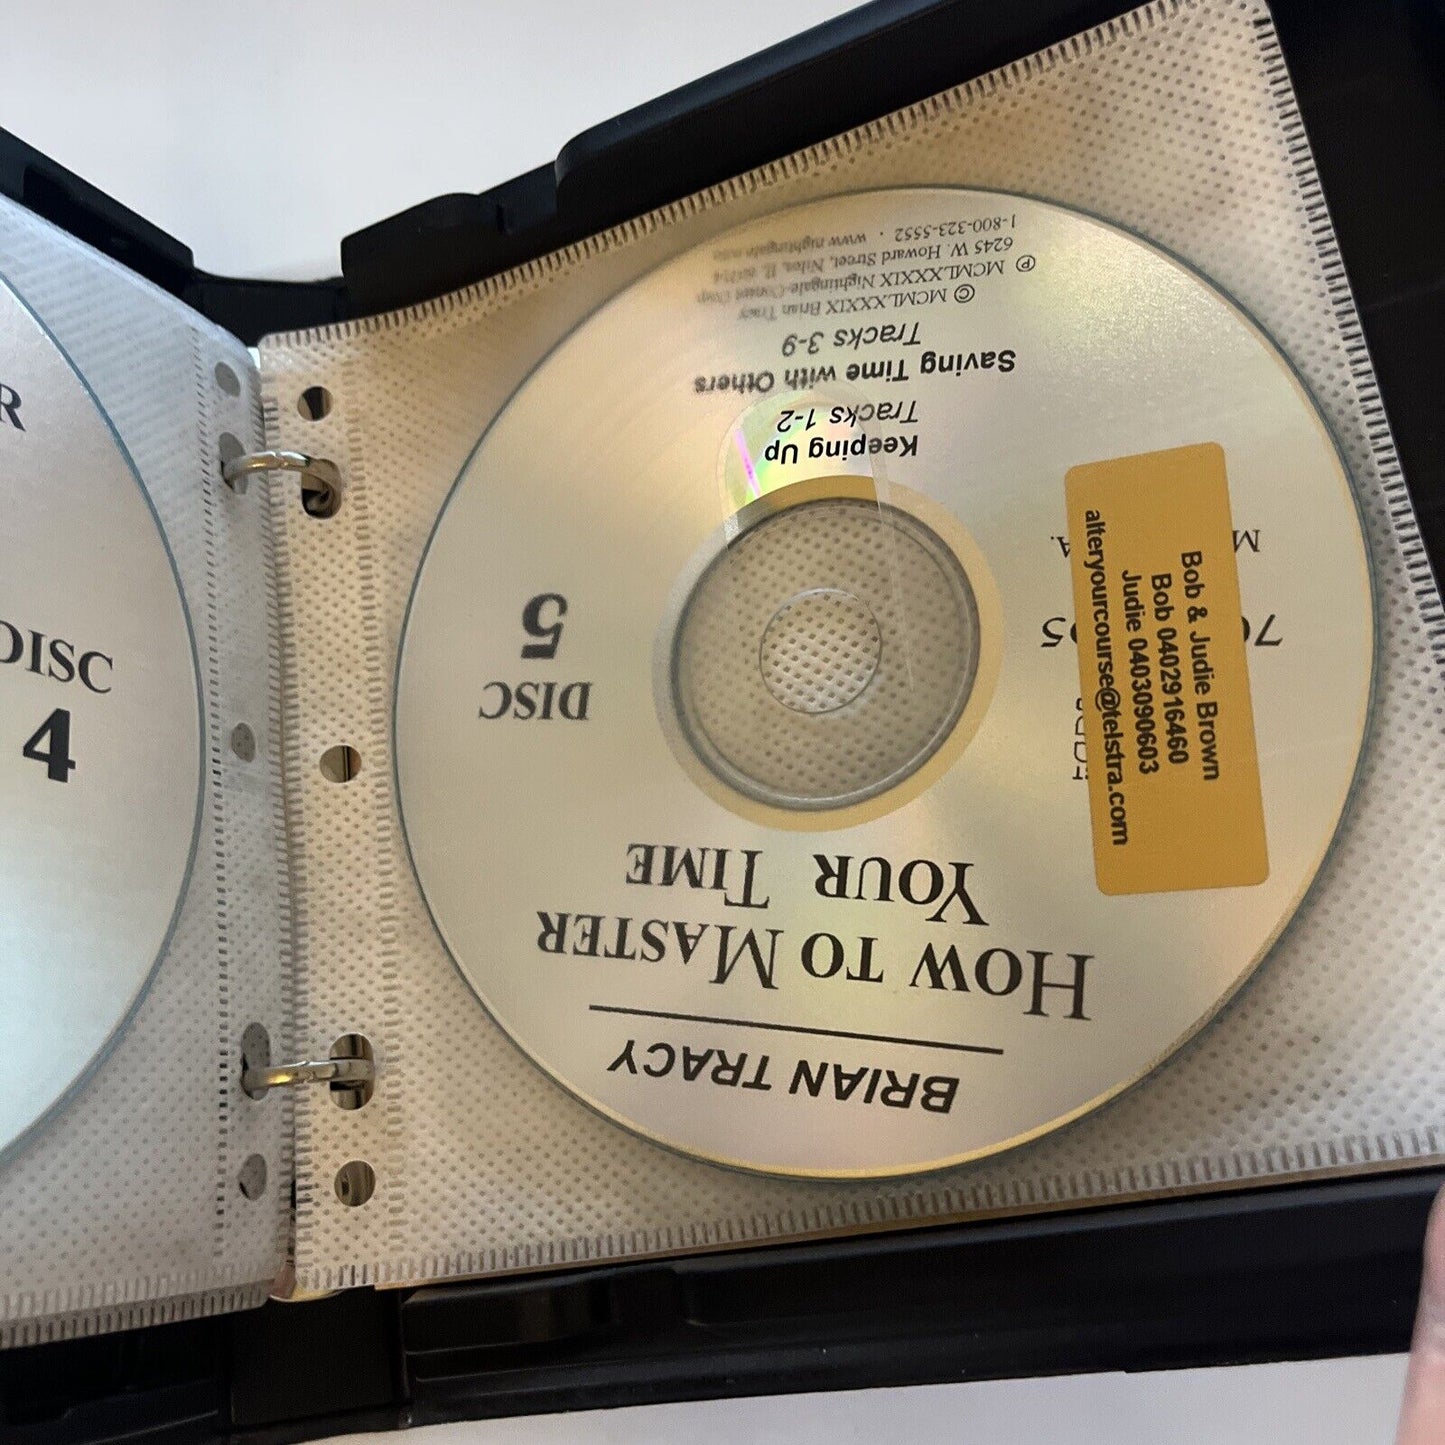 BRIAN TRACY
HOW TO MASTER
YOUR TIME
DISC
5
Keeping Up
Tracks 1-2
Saving Time with Others
Tracks 3-9
© MCMLXXXIX Brian Tracy
℗ MCMLXXXIX Nightingale-Conant Corp
6245 W. Howard Street, Niles, IL 60714
1-800-323-5552 · www.nightingale.com
Bob & Judie Brown
Bob 0402916460
Judie 0403090603
alteryourcourse@telstra.com
R
DISC
4